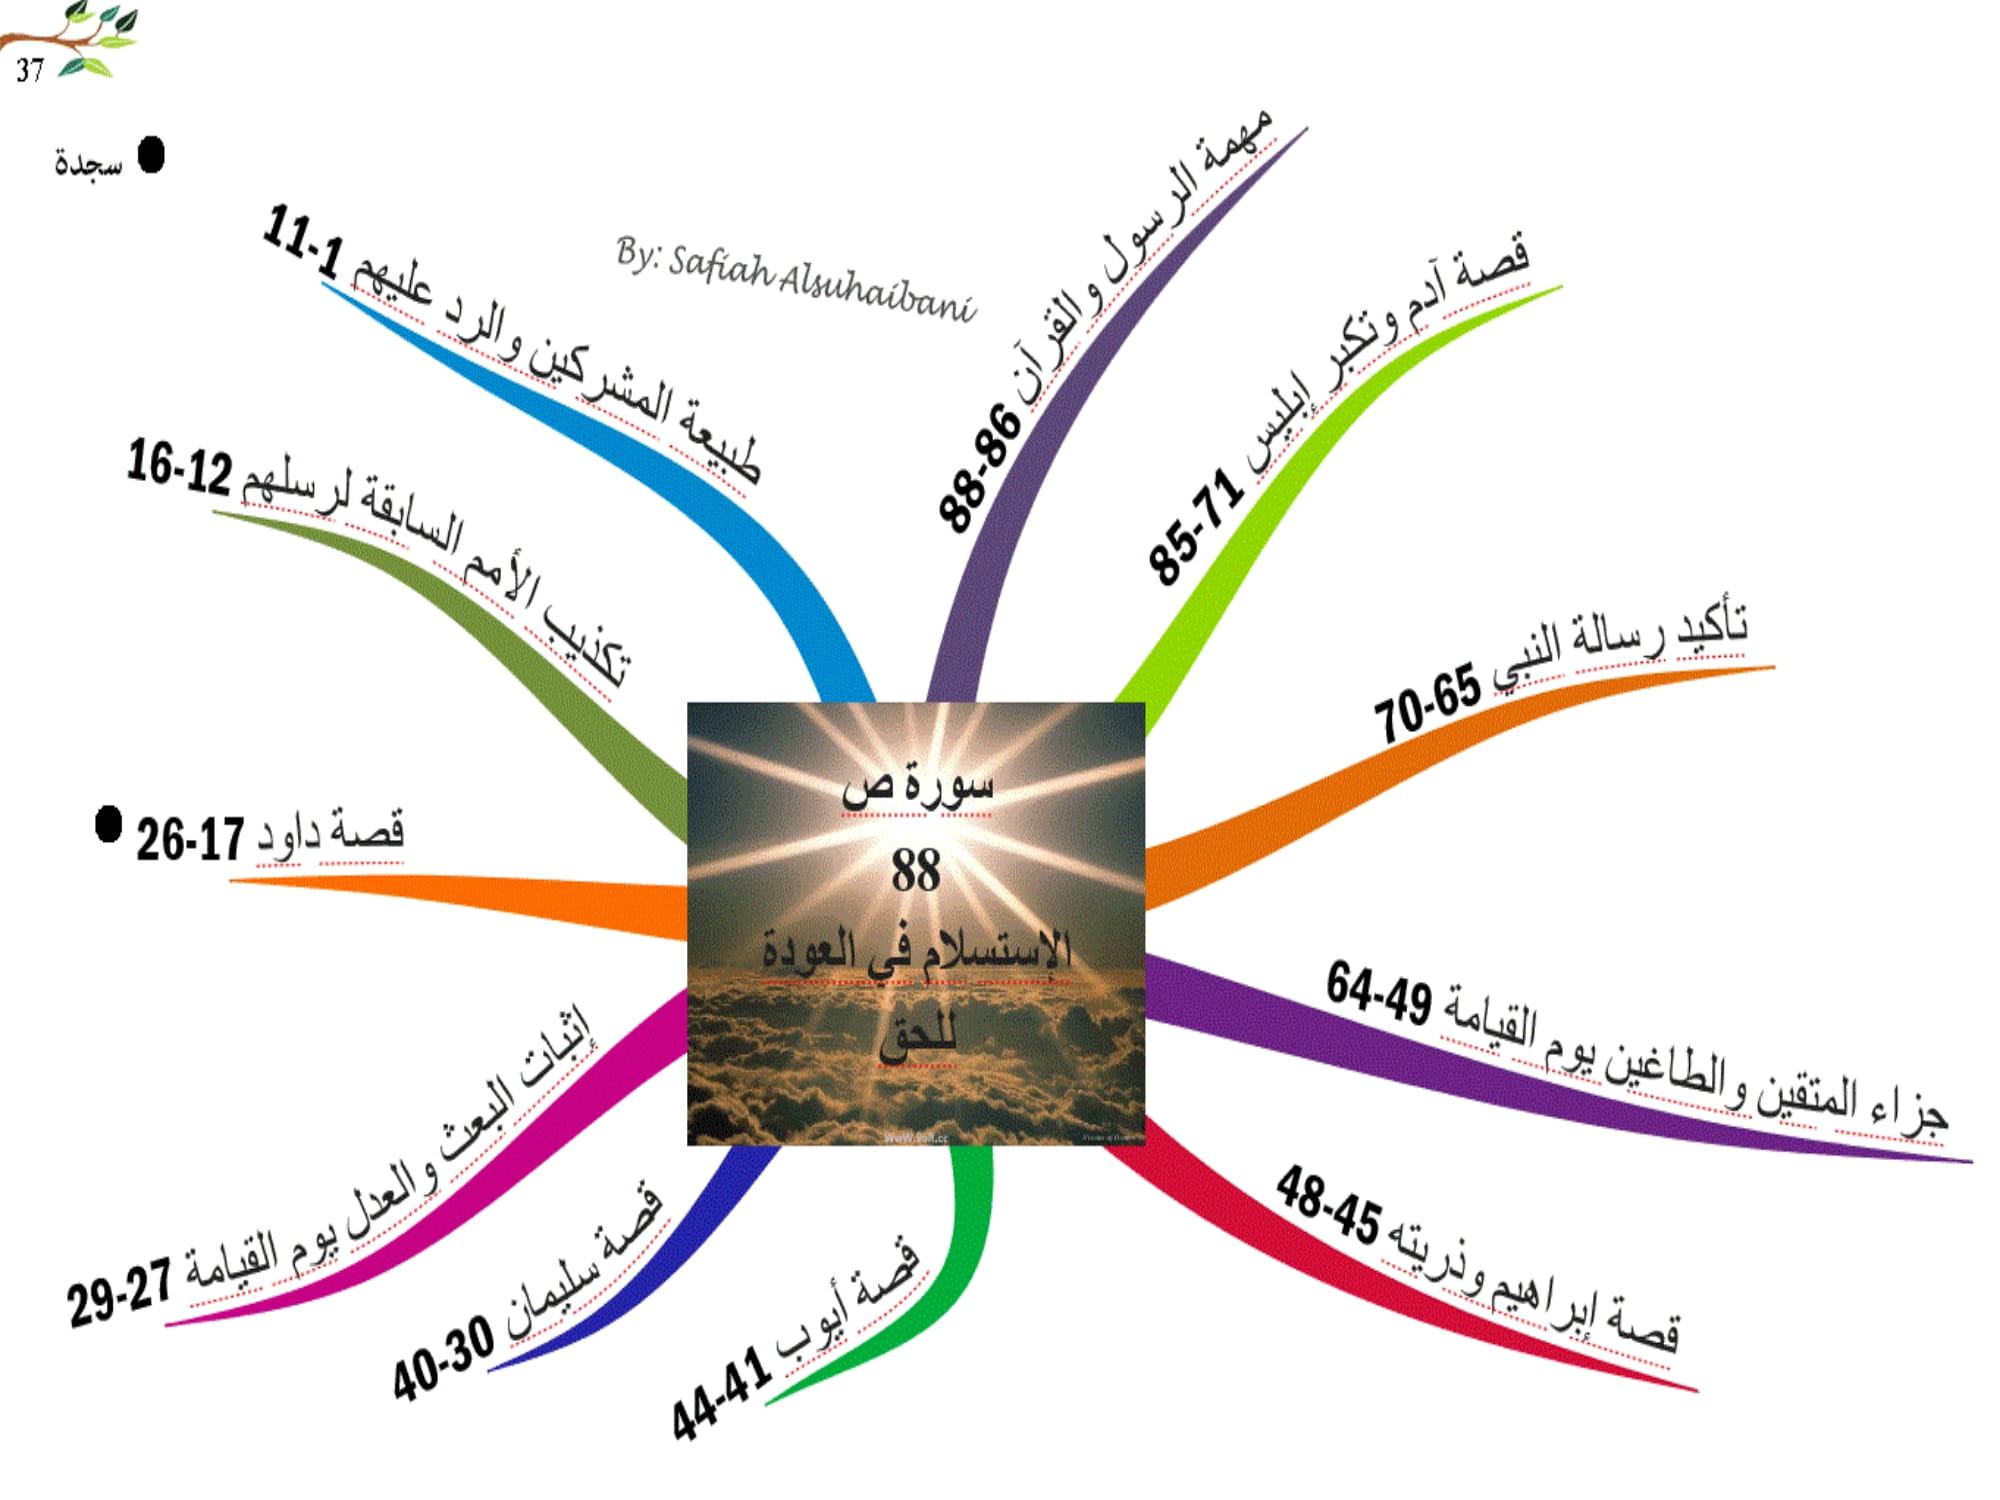 37
سجدة
By: Safiah Alsuhaibani
سورة ص
88
الإستسلام في العودة
للحق
مهمة الرسول والقرآن 86-88
قصة آدم وتكبر إبليس 71-85
تأكيد رسالة النبي 65-70
جزاء المتقين والطاغين يوم القيامة 49-64
قصة إبراهيم وذريته 45-48
قصة أيوب 41-44
قصة سليمان 30-40
إثبات البعث والعدل يوم القيامة 27-29
قصة داود 17-26
تكذيب الأمم السابقة لرسلهم 12-16
طبيعة المشركين والرد عليهم 1-11